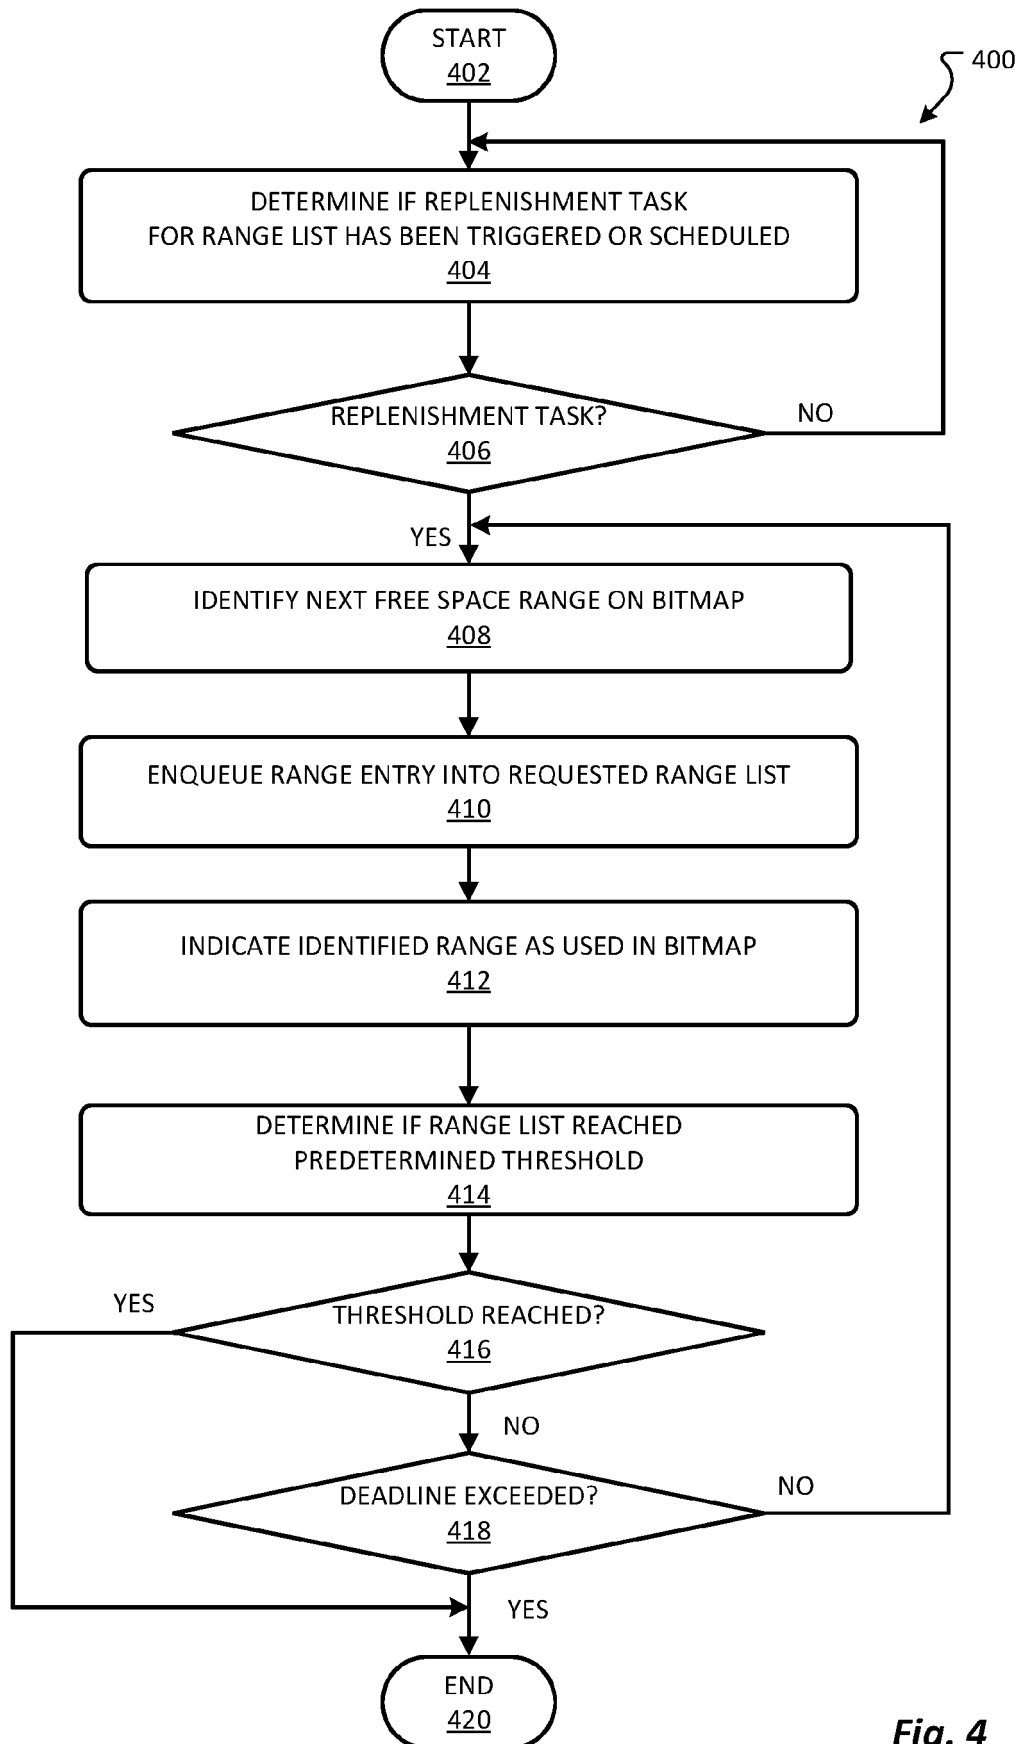 START
402
400
DETERMINE IF REPLENISHMENT TASK
FOR RANGE LIST HAS BEEN TRIGGERED OR SCHEDULED
404
REPLENISHMENT TASK?
406
NO
YES
IDENTIFY NEXT FREE SPACE RANGE ON BITMAP
408
ENQUEUE RANGE ENTRY INTO REQUESTED RANGE LIST
410
INDICATE IDENTIFIED RANGE AS USED IN BITMAP
412
DETERMINE IF RANGE LIST REACHED
PREDETERMINED THRESHOLD
414
YES
THRESHOLD REACHED?
416
NO
DEADLINE EXCEEDED?
418
NO
YES
END
420
Fig. 4